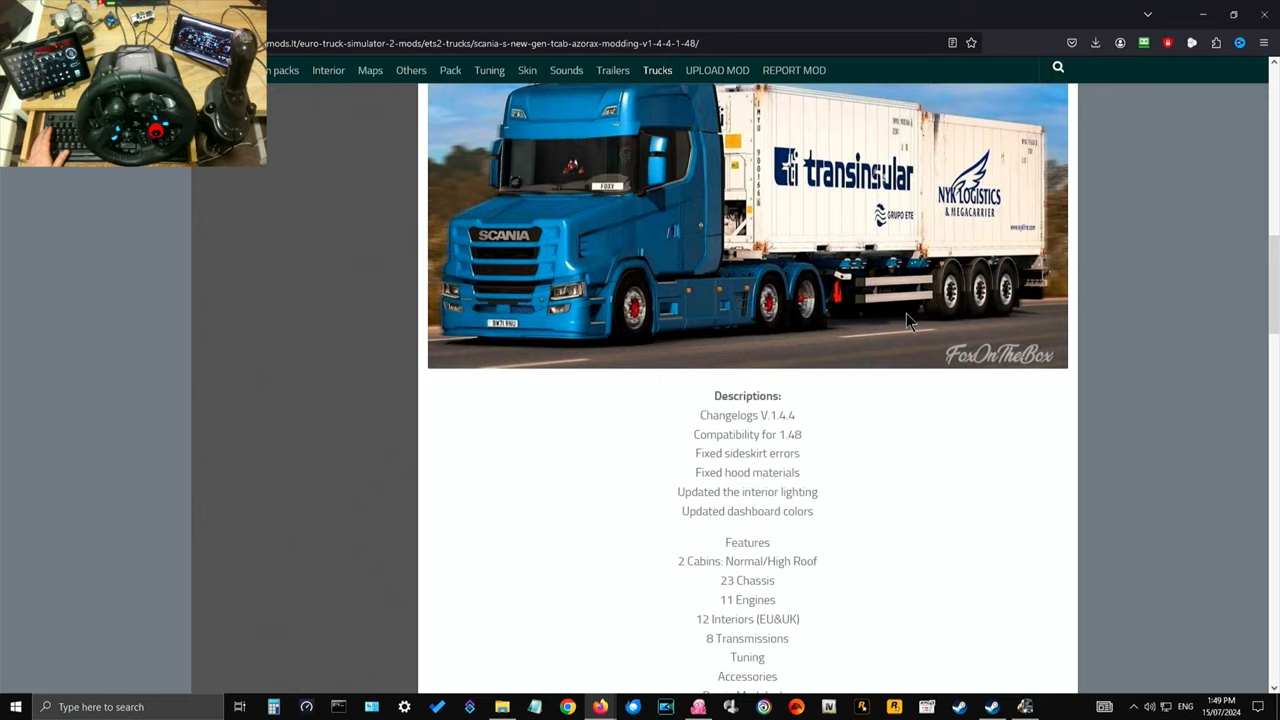 mods.lt/euro-truck-simulator-2-mods/ets2-trucks/scania-s-new-gen-tcab-azorax-modding-v1-4-4-1-48/
n packs Interior Maps Others Pack Tuning Skin Sounds Trailers Trucks UPLOAD MOD REPORT MOD
transinsular
GRUPO ETE
NYK LOGISTICS
& MEGACARRIER
www.nykline.com
FOXY
SCANIA
FoxOnTheBox
Descriptions:
Changelogs V.1.4.4
Compatibility for 1.48
Fixed sideskirt errors
Fixed hood materials
Updated the interior lighting
Updated dashboard colors
Features
2 Cabins: Normal/High Roof
23 Chassis
11 Engines
12 Interiors (EU&UK)
8 Transmissions
Tuning
Accessories
Type here to search
ENG
1:49 PM
15/07/2024